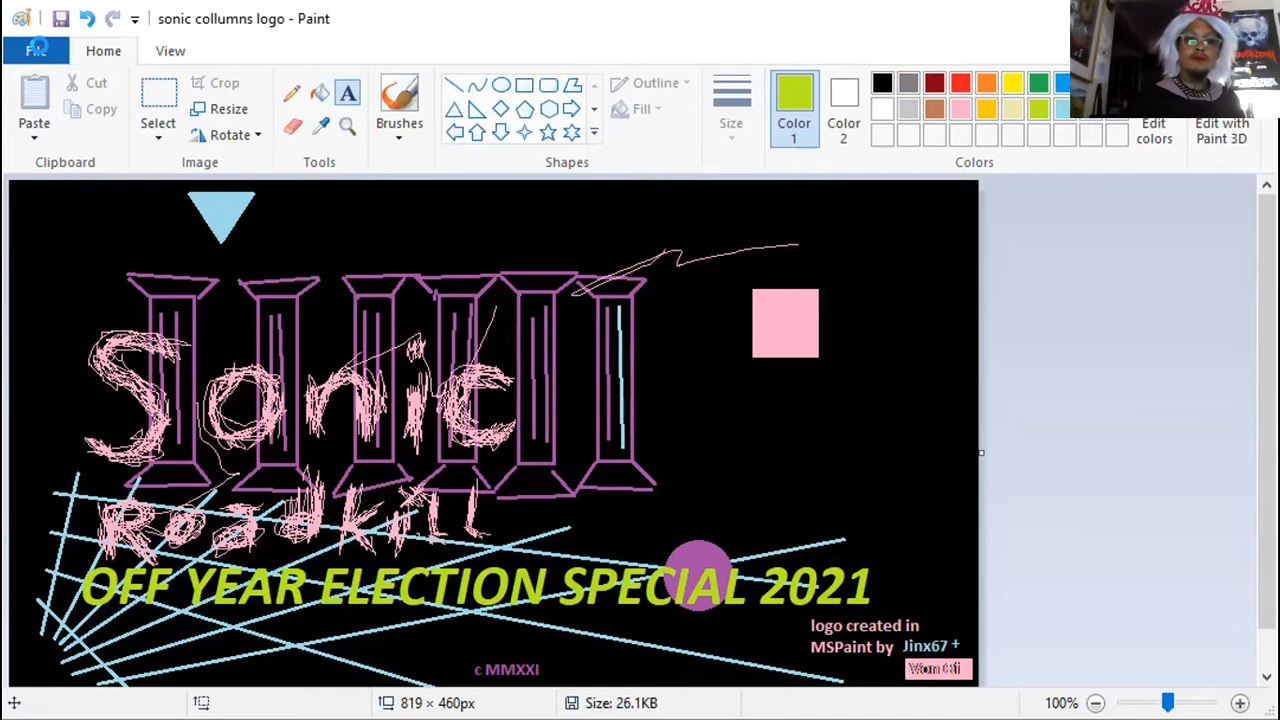 sonic collumns logo - Paint
File Home View
Paste
Cut
Copy
Clipboard
Select
Crop
Resize
Rotate
Image
A
Tools
Brushes
Outline
Fill
Shapes
Size
Color 1
Color 2
Edit colors
Edit with Paint 3D
Colors
Sonic
Roadkill
OFF YEAR ELECTION SPECIAL 2021
logo created in
MSPaint by Jinx67 +
c MMXXI
819 × 460px
Size: 26.1KB
100%